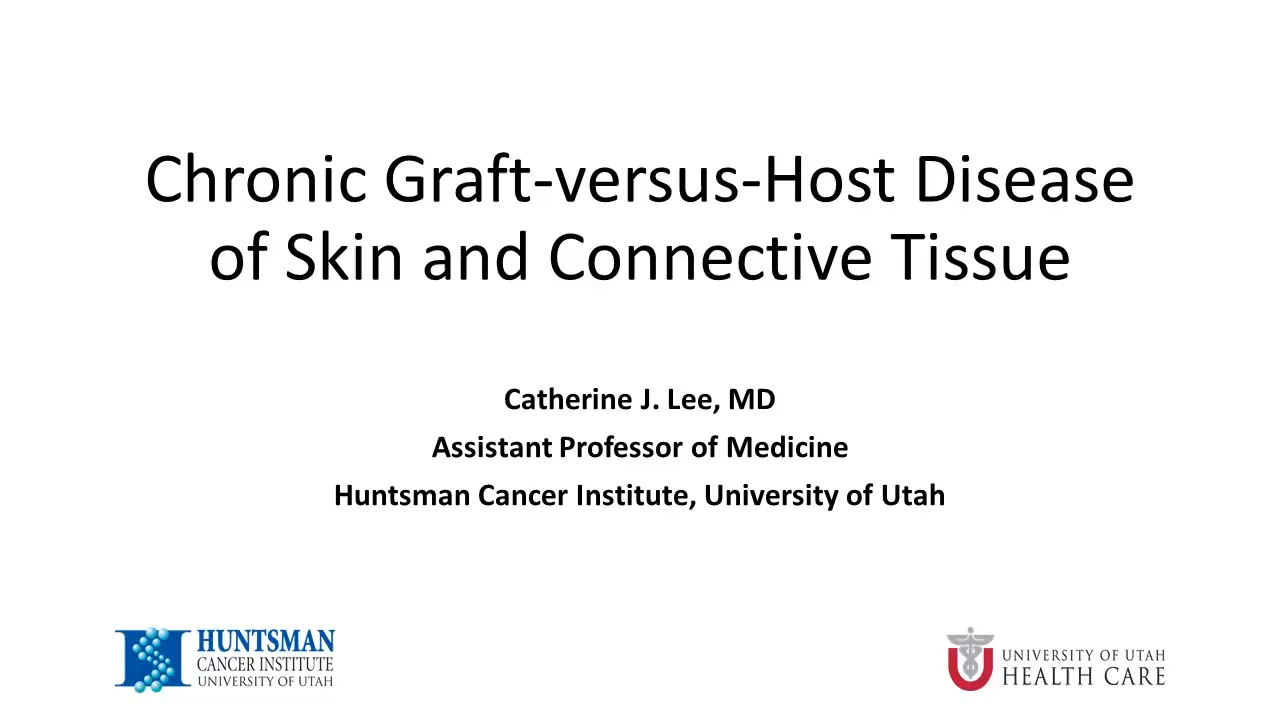 Chronic Graft-versus-Host Disease
of Skin and Connective Tissue
Catherine J. Lee, MD
Assistant Professor of Medicine
Huntsman Cancer Institute, University of Utah
HUNTSMAN
CANCER INSTITUTE
UNIVERSITY OF UTAH
UNIVERSITY OF UTAH
HEALTH CARE